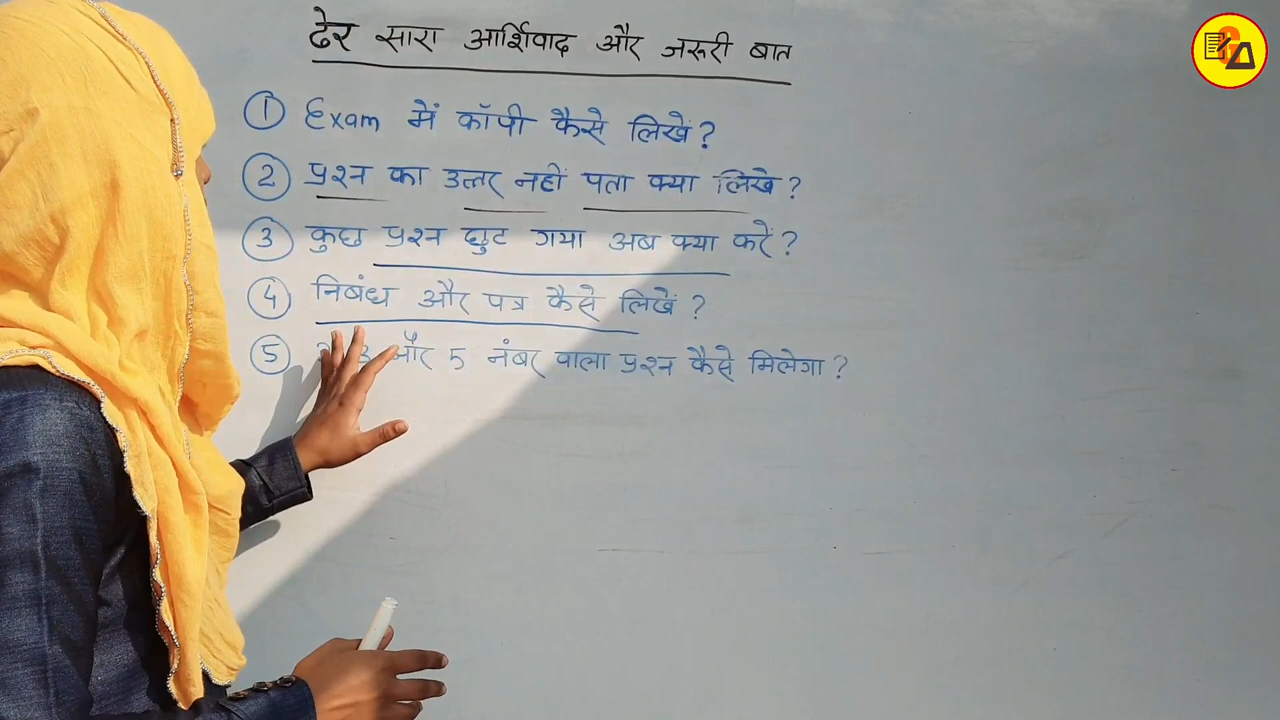 ढेर सारा आर्शिवाद और जरूरी बात
① Exam में कॉपी कैसे लिखें ?
② प्रश्न का उत्तर नहीं पता क्या लिखे ?
③ कुछ प्रश्न छुट गया अब क्या करें ?
④ निबंध और पत्र कैसे लिखें ?
⑤ 3 और 5 नंबर वाला प्रश्न कैसे मिलेगा ?